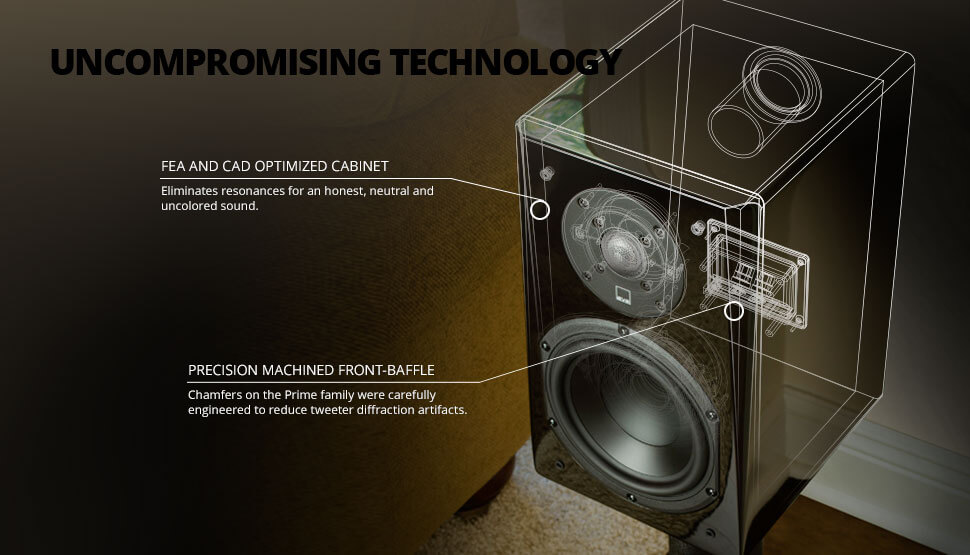 UNCOMPROMISING TECHNOLOGY
FEA AND CAD OPTIMIZED CABINET
Eliminates resonances for an honest, neutral and
uncolored sound.
PRECISION MACHINED FRONT-BAFFLE
Chamfers on the Prime family were carefully
engineered to reduce tweeter diffraction artifacts.